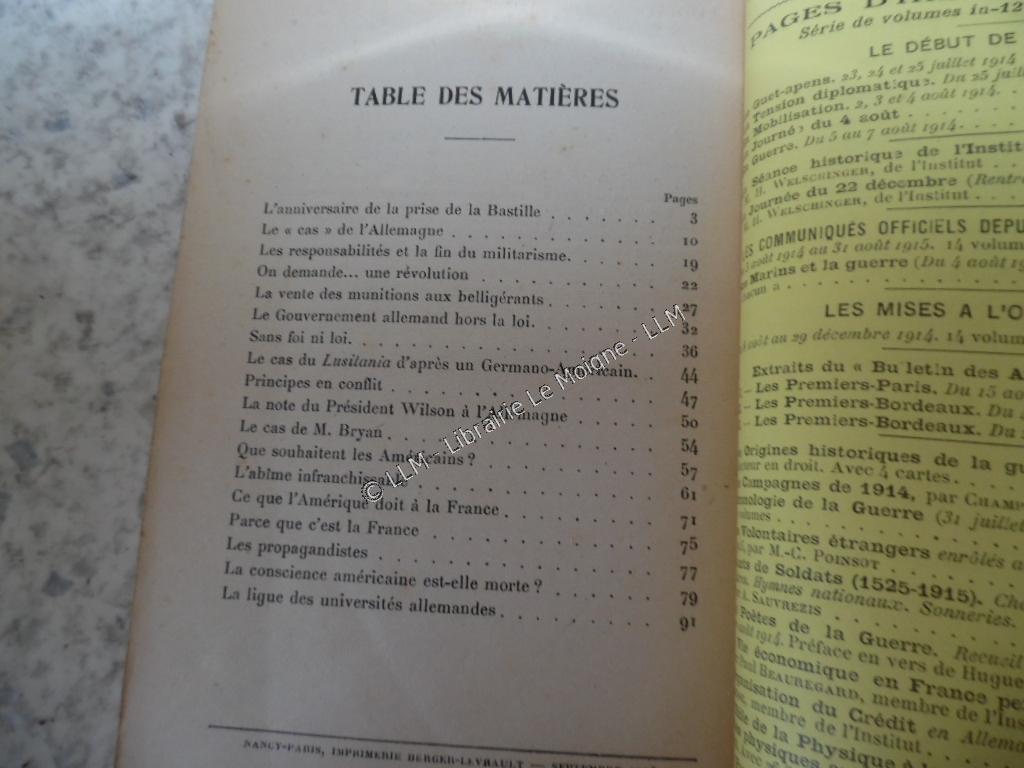 TABLE DES MATIÈRES
Pages
L'anniversaire de la prise de la Bastille . . . . . . . 3
Le « cas » de l'Allemagne . . . . . . . . . . . . 10
Les responsabilités et la fin du militarisme. . . . . . 19
On demande... une révolution . . . . . . . . . . 22
La vente des munitions aux belligérants . . . . . . . 27
Le Gouvernement allemand hors la loi. . . . . . . . 32
Sans foi ni loi. . . . . . . . . . . . . . . . . 36
Le cas du Lusitania d'après un Germano-Américain. . . 44
Principes en conflit . . . . . . . . . . . . . . . 47
La note du Président Wilson à l'Allemagne . . . . . . 50
Le cas de M. Bryan . . . . . . . . . . . . . . . 54
Que souhaitent les Américains ? . . . . . . . . . . 57
L'abîme infranchissable . . . . . . . . . . . . . 61
Ce que l'Amérique doit à la France . . . . . . . . . 71
Parce que c'est la France . . . . . . . . . . . . . 75
Les propagandistes . . . . . . . . . . . . . . . 77
La conscience américaine est-elle morte ? . . . . . . . 79
La ligue des universités allemandes . . . . . . . . . 91
NANCY-PARIS, IMPRIMERIE BERGER-LEVRAULT —
© LLM - Librairie Le Moigne - LLM
PAGES
Série de volumes in-12
LE DÉBUT DE
Guet-apens. 23, 24 et 25 juillet 1914
Tension diplomatique. Du 25
Mobilisation. 2, 3 et 4 août 1914.
Journée du 4 août
Guerre. Du 5 au 7 août 1914.
Séance historique de l'Institut
H. WELSCHINGER, de l'Institut
Journée du 22 décembre
H. WELSCHINGER, de l'Institut
COMMUNIQUÉS OFFICIELS
août 1914 au 31 août 1915. 14
Marins et la guerre (Du 4 août
LES MISES A
août au 29 décembre 1914. 14
Extraits du « Bulletin des
- Les Premiers-Paris. Du 15
- Les Premiers-Bordeaux. Du
- Les Premiers-Bordeaux. Du
Origines historiques de la
en droit. Avec 4 cartes.
Campagnes de 1914, par
de la Guerre (31
Volontaires étrangers enrôlés
par M.-C. POINSOT
de Soldats (1525-1915).
Hymnes nationaux. Sonneries.
SAUVREZIS
Poètes de la Guerre. Recueil
1914. Préface en vers de
économique en France
Paul BEAUREGARD, membre de
du Crédit en
membre de l'Institut
de la Physique à
physiques